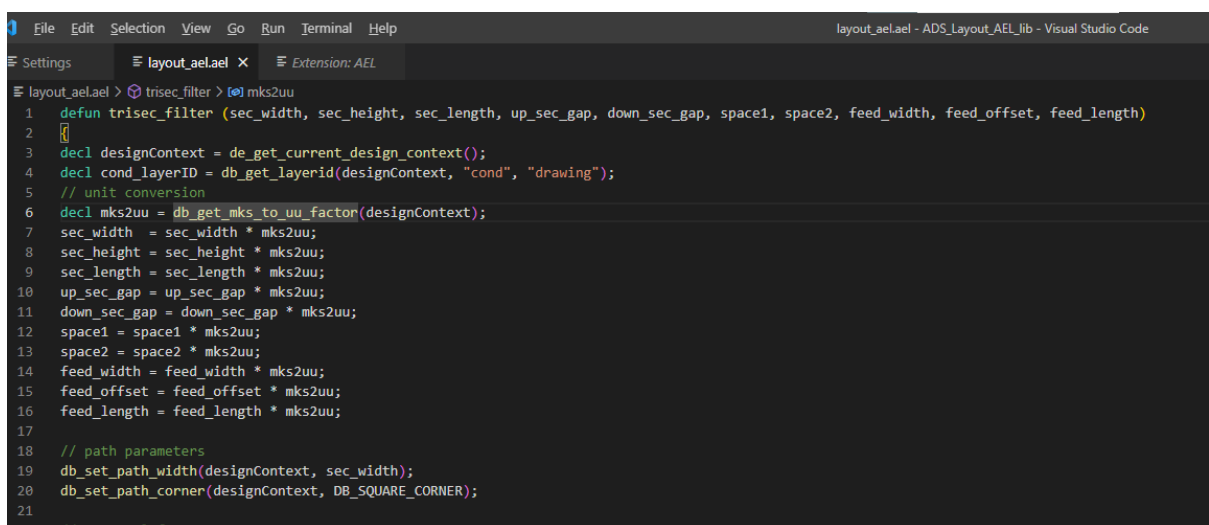 File Edit Selection View Go Run Terminal Help layout_ael.ael - ADS_Layout_AEL_lib - Visual Studio Code
Settings layout_ael.ael × Extension: AEL
layout_ael.ael > trisec_filter > mks2uu
1 defun trisec_filter (sec_width, sec_height, sec_length, up_sec_gap, down_sec_gap, space1, space2, feed_width, feed_offset, feed_length)
2 {
3 decl designContext = de_get_current_design_context();
4 decl cond_layerID = db_get_layerid(designContext, "cond", "drawing");
5 // unit conversion
6 decl mks2uu = db_get_mks_to_uu_factor(designContext);
7 sec_width  = sec_width * mks2uu;
8 sec_height = sec_height * mks2uu;
9 sec_length = sec_length * mks2uu;
10 up_sec_gap = up_sec_gap * mks2uu;
11 down_sec_gap = down_sec_gap * mks2uu;
12 space1 = space1 * mks2uu;
13 space2 = space2 * mks2uu;
14 feed_width = feed_width * mks2uu;
15 feed_offset = feed_offset * mks2uu;
16 feed_length = feed_length * mks2uu;
17
18 // path parameters
19 db_set_path_width(designContext, sec_width);
20 db_set_path_corner(designContext, DB_SQUARE_CORNER);
21